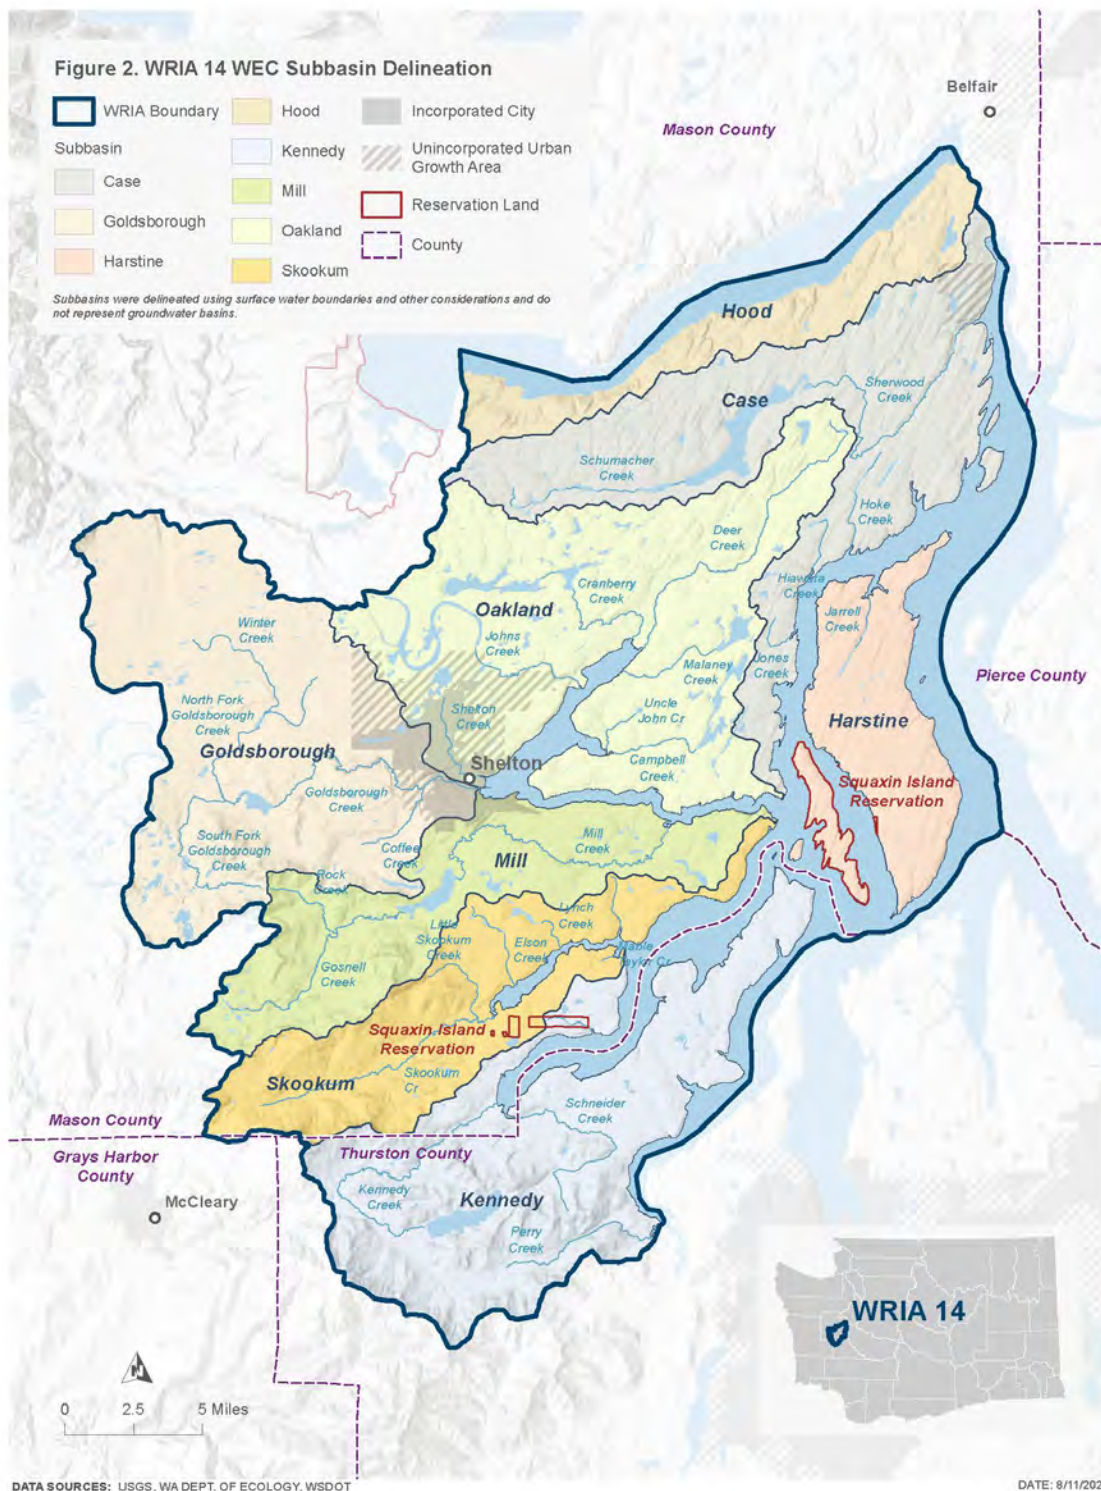 Figure 2. WRIA 14 WEC Subbasin Delineation
WRIA Boundary
Subbasin
Case
Goldsborough
Harstine
Hood
Kennedy
Mill
Oakland
Skookum
Incorporated City
Unincorporated Urban
Growth Area
Reservation Land
County
Subbasins were delineated using surface water boundaries and other considerations and do
not represent groundwater basins.
Belfair
Mason County
Hood
Case
Sherwood
Creek
Schumacher
Creek
Hoke
Creek
Deer
Creek
Cranberry
Creek
Hiawata
Creek
Oakland
Jarrell
Creek
Johns
Creek
Winter
Creek
Malaney
Creek
Jones
Creek
Pierce County
North Fork
Goldsborough
Creek
Shelton
Creek
Uncle
John Cr
Harstine
Goldsborough
Shelton
Campbell
Creek
Squaxin Island
Reservation
Goldsborough
Creek
South Fork
Goldsborough
Creek
Coffee
Creek
Mill
Creek
Mill
Rock
Creek
Lynch
Creek
Little
Skookum
Creek
Elson
Creek
Gosnell
Creek
Squaxin Island
Reservation
Skookum
Cr
Skookum
Schneider
Creek
Mason County
Grays Harbor
County
Thurston County
Kennedy
Creek
Kennedy
McCleary
Perry
Creek
WRIA 14
N
0 2.5 5 Miles
DATA SOURCES: USGS, WA DEPT. OF ECOLOGY, WSDOT
DATE: 8/11/202